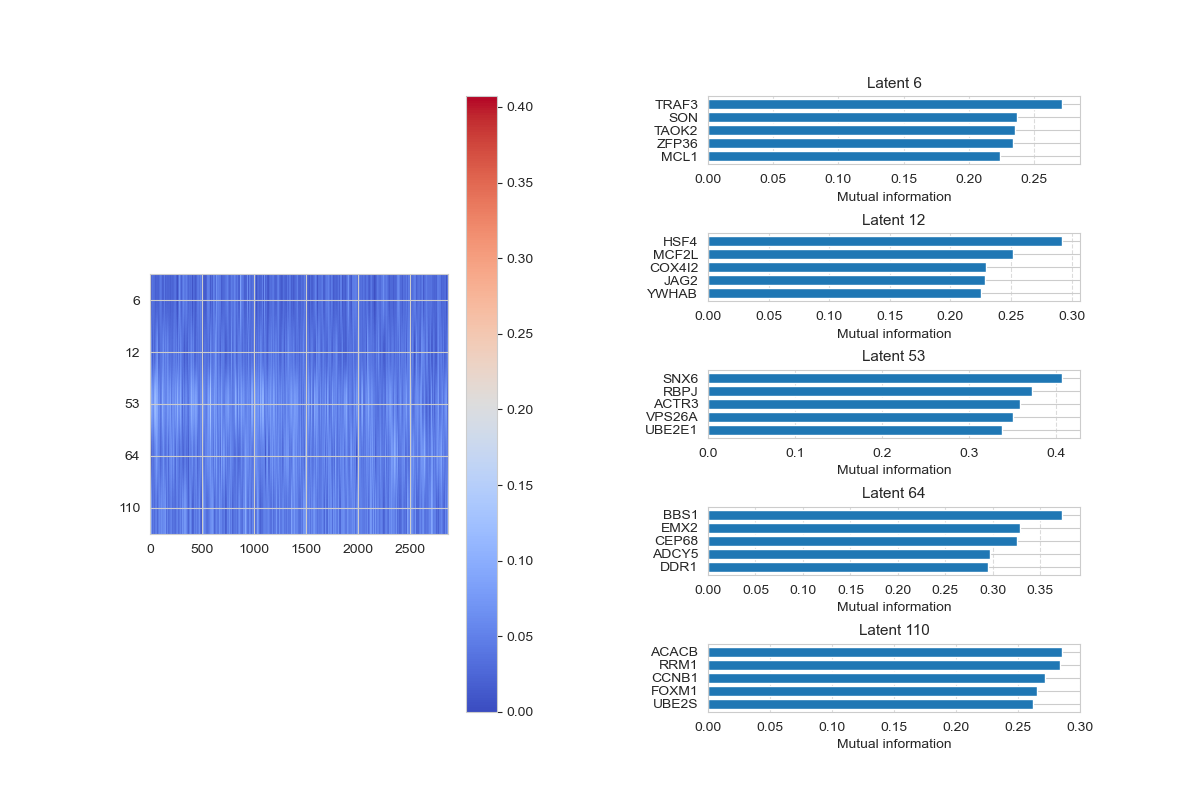 6
12
53
64
110
0 500 1000 1500 2000 2500
0.40
0.35
0.30
0.25
0.20
0.15
0.10
0.05
0.00
Latent 6
TRAF3
SON
TAOK2
ZFP36
MCL1
0.00 0.05 0.10 0.15 0.20 0.25
Mutual information
Latent 12
HSF4
MCF2L
COX4I2
JAG2
YWHAB
0.00 0.05 0.10 0.15 0.20 0.25 0.30
Mutual information
Latent 53
SNX6
RBPJ
ACTR3
VPS26A
UBE2E1
0.0 0.1 0.2 0.3 0.4
Mutual information
Latent 64
BBS1
EMX2
CEP68
ADCY5
DDR1
0.00 0.05 0.10 0.15 0.20 0.25 0.30 0.35
Mutual information
Latent 110
ACACB
RRM1
CCNB1
FOXM1
UBE2S
0.00 0.05 0.10 0.15 0.20 0.25 0.30
Mutual information